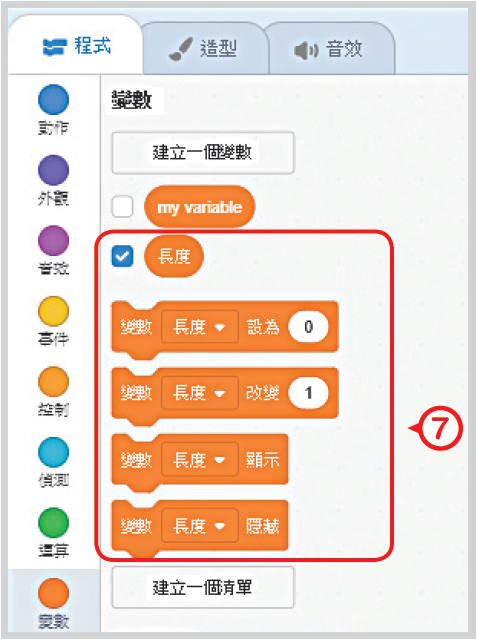 程式 造型 音效
動作
外觀
音效
事件
控制
偵測
運算
變數
變數
建立一個變數
my variable
長度
變數 長度 設為 0
變數 長度 改變 1
變數 長度 顯示
變數 長度 隱藏
建立一個清單
7